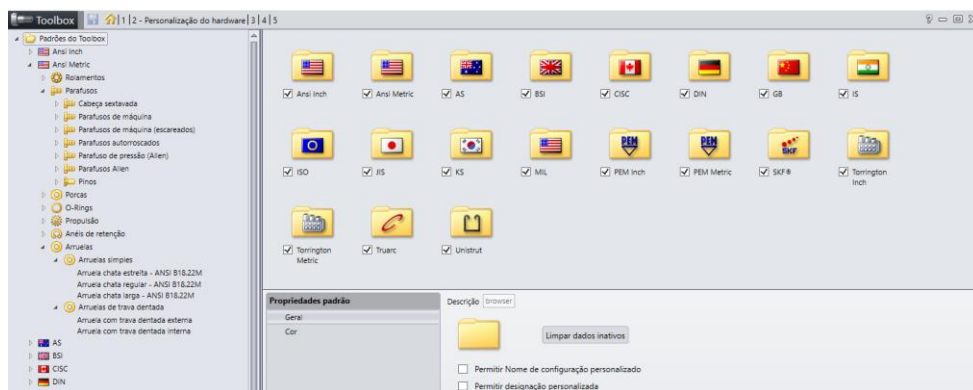 Toolbox 1 2 - Personalização do hardware 3 4 5
Padrões do Toolbox
Ansi Inch
Ansi Metric
Rolamentos
Parafusos
Cabeça sextavada
Parafusos de máquina
Parafusos de máquina (escareados)
Parafusos autorroscados
Parafuso de pressão (Allen)
Parafusos Allen
Pinos
Porcas
O-Rings
Propulsão
Anéis de retenção
Arruelas
Arruelas simples
Arruela chata estreita - ANSI B18.22M
Arruela chata regular - ANSI B18.22M
Arruela chata larga - ANSI B18.22M
Arruelas de trava dentada
Arruela com trava dentada externa
Arruela com trava dentada interna
AS
BSI
CISC
DIN
Ansi Inch Ansi Metric AS BSI CISC DIN GB IS
PEM PEM SKF
ISO JIS KS MIL PEM Inch PEM Metric SKF® Torrington
Inch
Torrington Truarc Unistrut
Metric
Propriedades padrão
Geral
Cor
Descrição browser
Limpar dados inativos
Permitir Nome de configuração personalizado
Permitir designação personalizada